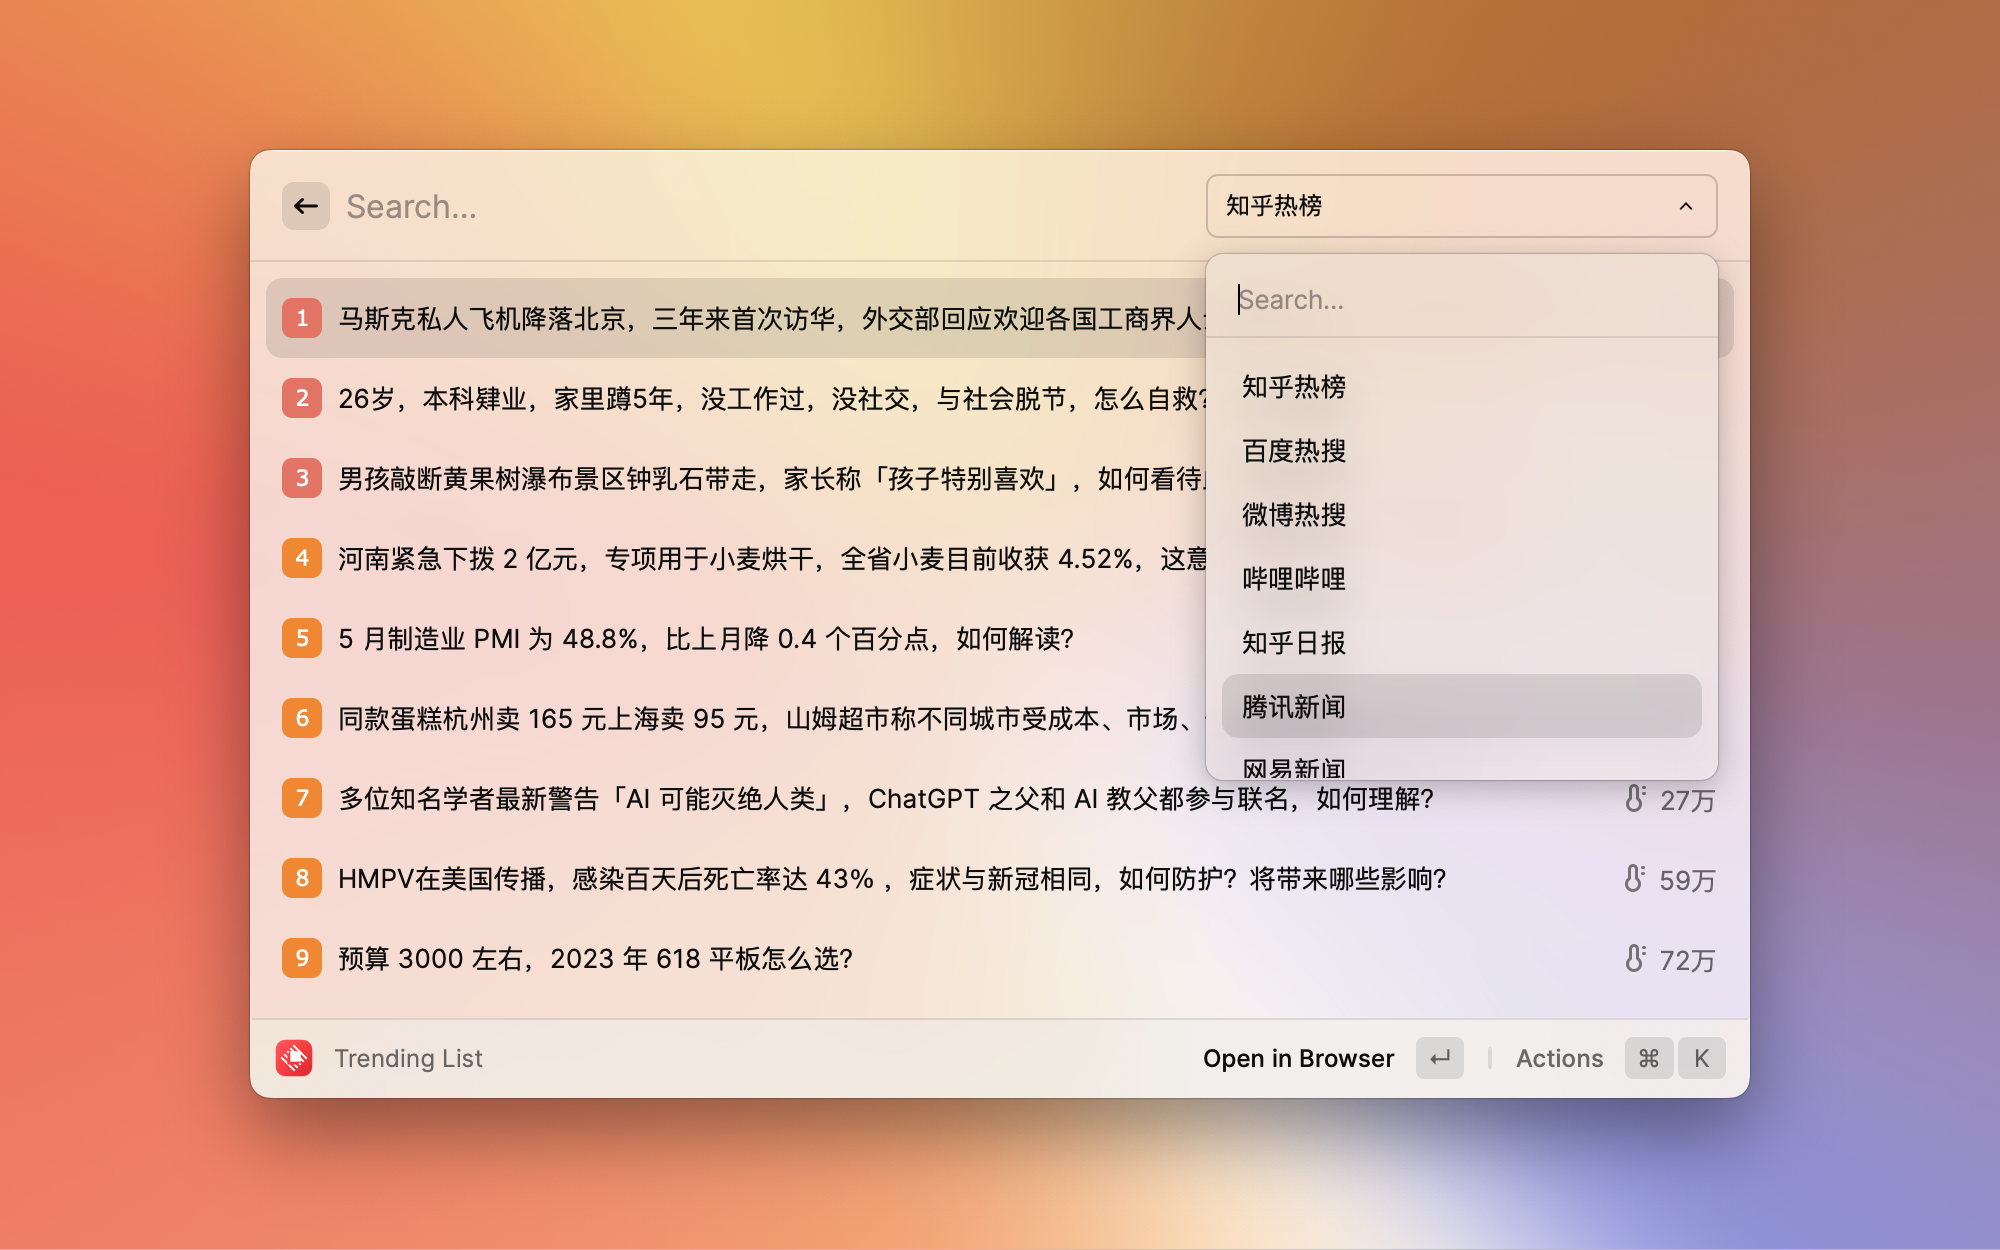 Search...
知乎热榜
Search...
知乎热榜
百度热搜
微博热搜
哔哩哔哩
知乎日报
腾讯新闻
网易新闻
1 马斯克私人飞机降落北京，三年来首次访华，外交部回应欢迎各国工商界人
2 26岁，本科肄业，家里蹲5年，没工作过，没社交，与社会脱节，怎么自救?
3 男孩敲断黄果树瀑布景区钟乳石带走，家长称「孩子特别喜欢」，如何看待
4 河南紧急下拨 2 亿元，专项用于小麦烘干，全省小麦目前收获 4.52%，这意
5 5 月制造业 PMI 为 48.8%，比上月降 0.4 个百分点，如何解读?
6 同款蛋糕杭州卖 165 元上海卖 95 元，山姆超市称不同城市受成本、市场、
7 多位知名学者最新警告「AI 可能灭绝人类」，ChatGPT 之父和 AI 教父都参与联名，如何理解? 27万
8 HMPV在美国传播，感染百天后死亡率达 43% ，症状与新冠相同，如何防护？将带来哪些影响? 59万
9 预算 3000 左右，2023 年 618 平板怎么选? 72万
Trending List
Open in Browser ↵ Actions ⌘ K